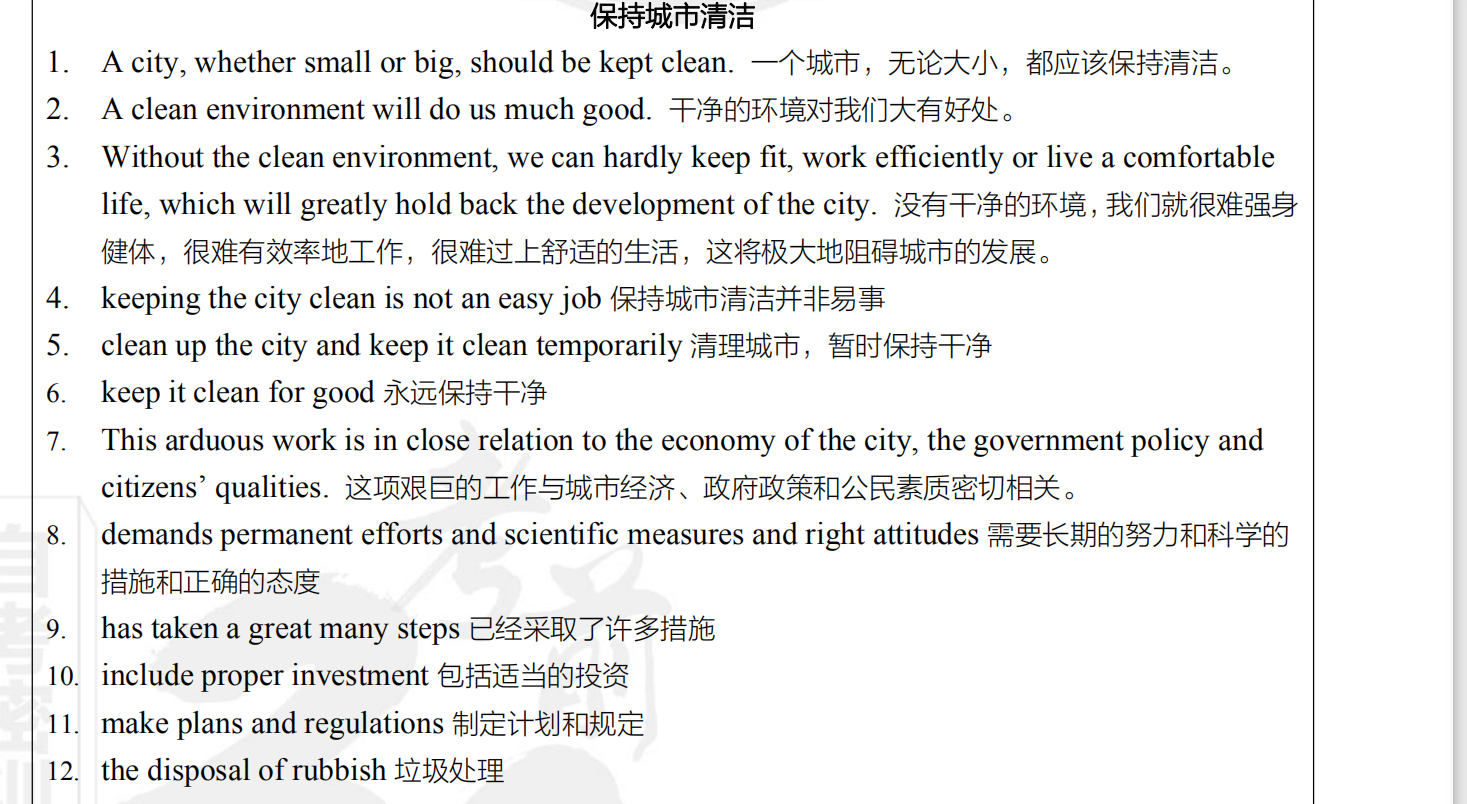 保持城市清洁
1. A city, whether small or big, should be kept clean. 一个城市，无论大小，都应该保持清洁。
2. A clean environment will do us much good. 干净的环境对我们大有好处。
3. Without the clean environment, we can hardly keep fit, work efficiently or live a comfortable
life, which will greatly hold back the development of the city. 没有干净的环境，我们就很难强身
健体，很难有效率地工作，很难过上舒适的生活，这将极大地阻碍城市的发展。
4. keeping the city clean is not an easy job 保持城市清洁并非易事
5. clean up the city and keep it clean temporarily 清理城市，暂时保持干净
6. keep it clean for good 永远保持干净
7. This arduous work is in close relation to the economy of the city, the government policy and
citizens’ qualities. 这项艰巨的工作与城市经济、政府政策和公民素质密切相关。
8. demands permanent efforts and scientific measures and right attitudes 需要长期的努力和科学的
措施和正确的态度
9. has taken a great many steps 已经采取了许多措施
10. include proper investment 包括适当的投资
11. make plans and regulations 制定计划和规定
12. the disposal of rubbish 垃圾处理
自考密训
考前